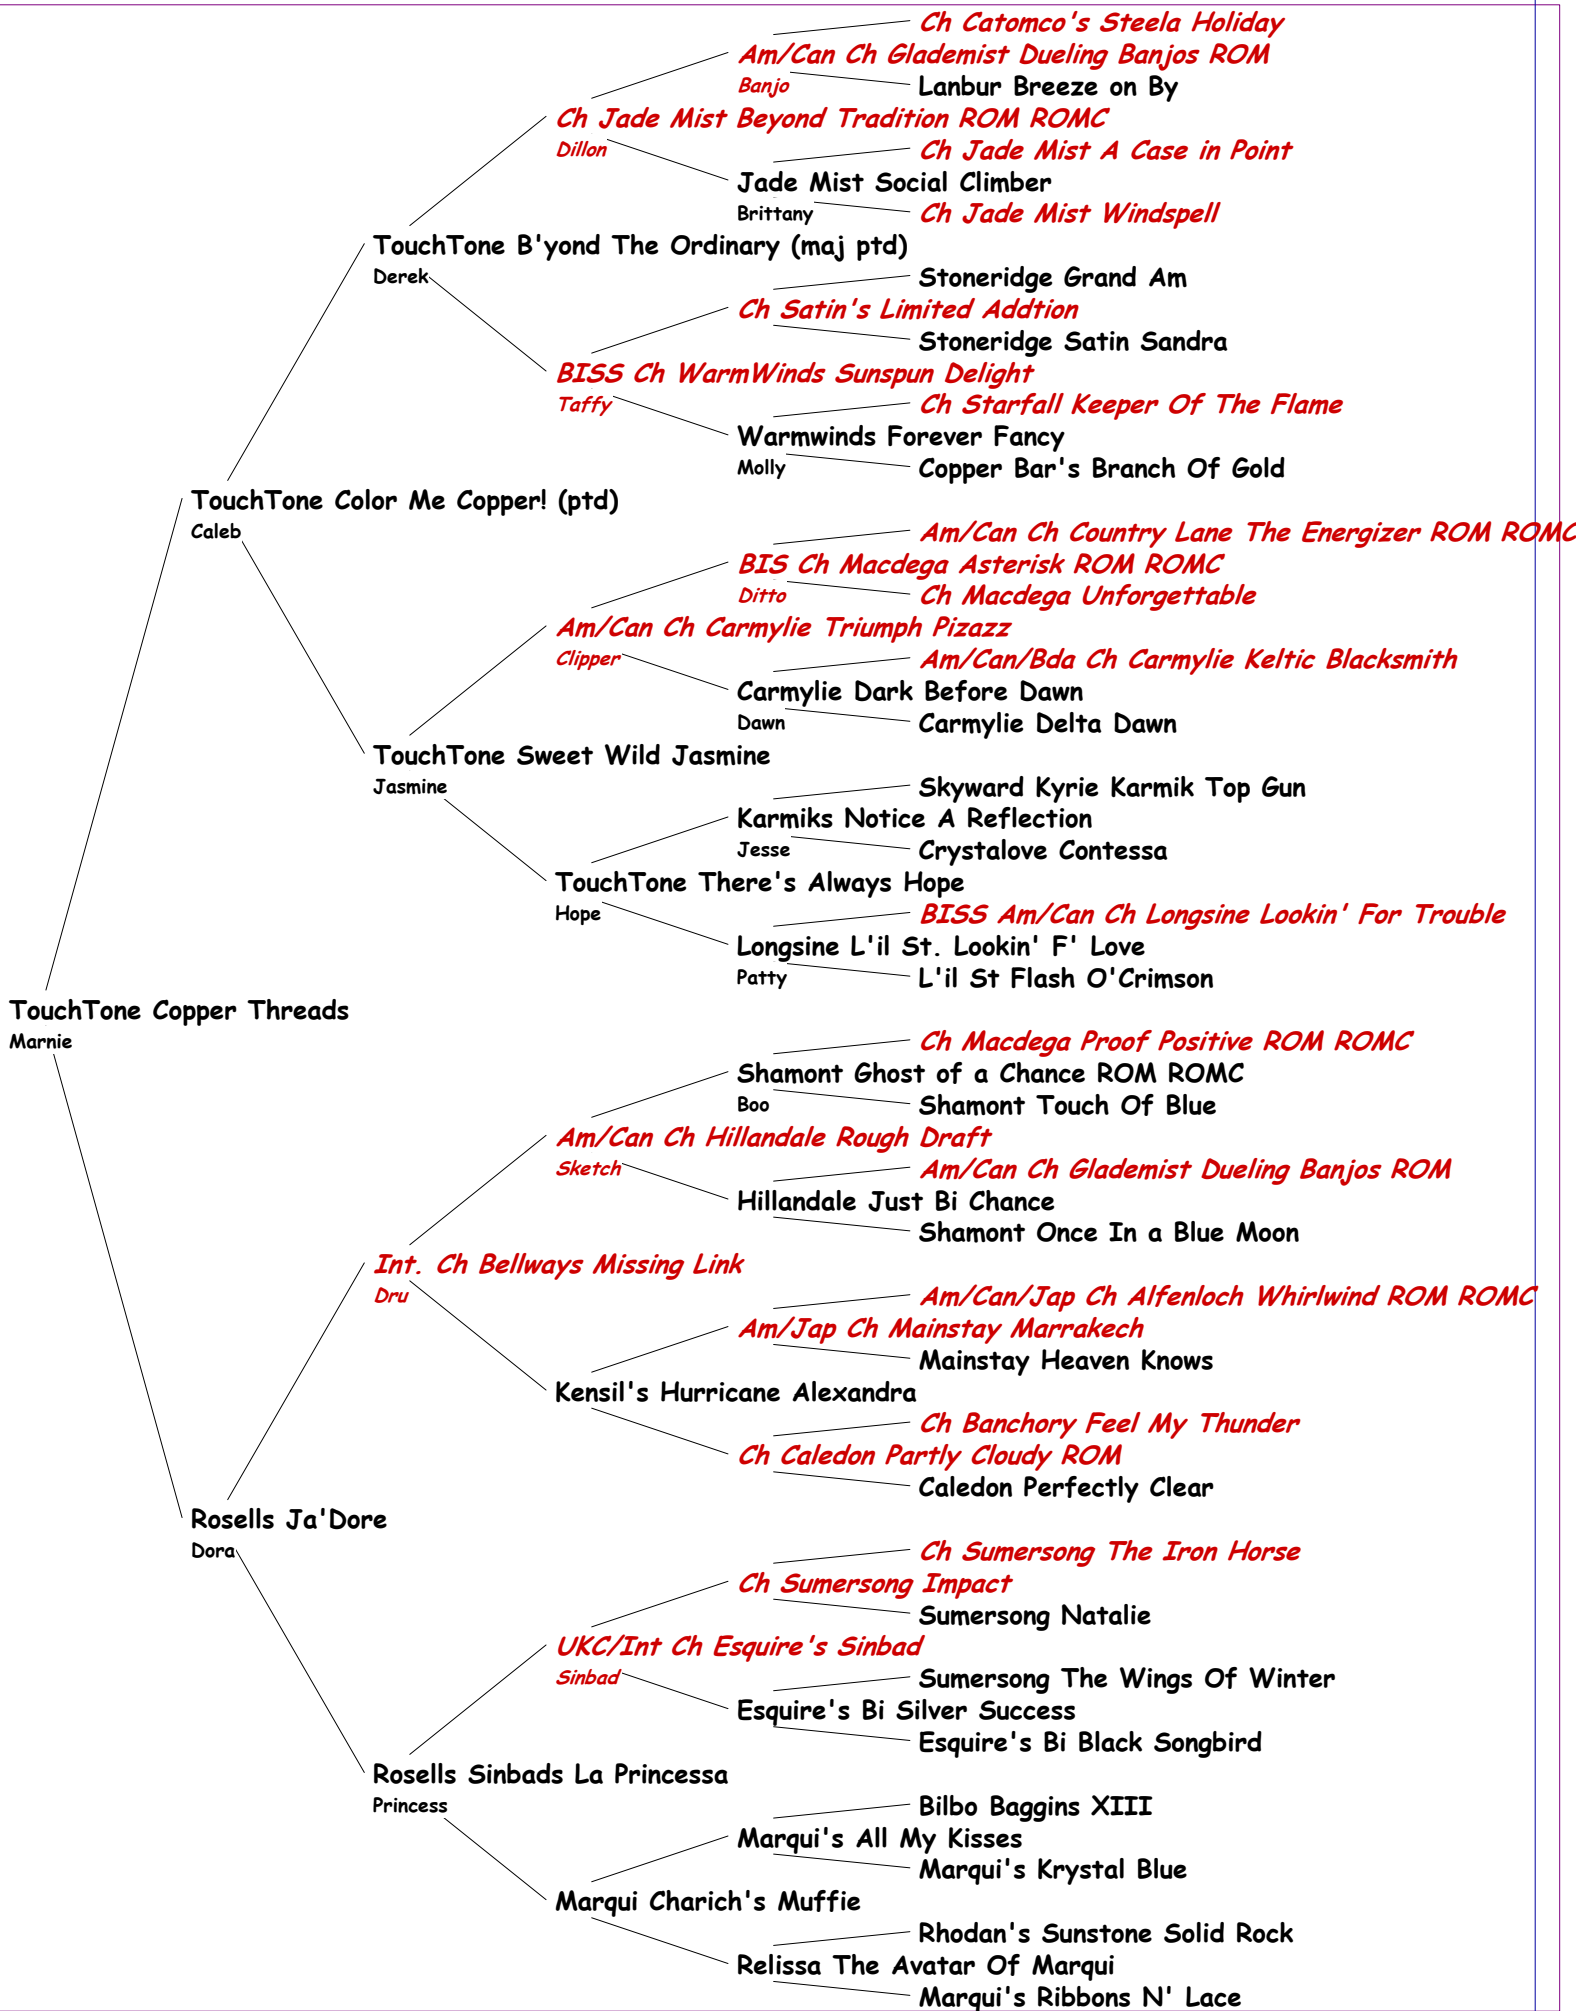 Ch Catomco's Steela Holiday
Am/Can Ch Glademist Dueling Banjos ROM
Banjo
Lanbur Breeze on By
Ch Jade Mist Beyond Tradition ROM ROMC
Dillon
Ch Jade Mist A Case in Point
Jade Mist Social Climber
Brittany
Ch Jade Mist Windspell
TouchTone B'yond The Ordinary (maj ptd)
Derek
Stoneridge Grand Am
Ch Satin's Limited Addtion
Stoneridge Satin Sandra
BISS Ch WarmWinds Sunspun Delight
Taffy
Ch Starfall Keeper Of The Flame
Warmwinds Forever Fancy
Molly
Copper Bar's Branch Of Gold
TouchTone Color Me Copper! (ptd)
Caleb
Am/Can Ch Country Lane The Energizer ROM ROMC
BIS Ch Macdega Asterisk ROM ROMC
Ditto
Ch Macdega Unforgettable
Am/Can Ch Carmylie Triumph Pizazz
Clipper
Am/Can/Bda Ch Carmylie Keltic Blacksmith
Carmylie Dark Before Dawn
Dawn
Carmylie Delta Dawn
TouchTone Sweet Wild Jasmine
Jasmine
Skyward Kyrie Karmik Top Gun
Karmiks Notice A Reflection
Jesse
Crystalove Contessa
TouchTone There's Always Hope
Hope
BISS Am/Can Ch Longsine Lookin' For Trouble
Longsine L'il St. Lookin' F' Love
Patty
L'il St Flash O'Crimson
TouchTone Copper Threads
Marnie
Ch Macdega Proof Positive ROM ROMC
Shamont Ghost of a Chance ROM ROMC
Boo
Shamont Touch Of Blue
Am/Can Ch Hillandale Rough Draft
Sketch
Am/Can Ch Glademist Dueling Banjos ROM
Hillandale Just Bi Chance
Shamont Once In a Blue Moon
Int. Ch Bellways Missing Link
Dru
Am/Can/Jap Ch Alfenloch Whirlwind ROM ROMC
Am/Jap Ch Mainstay Marrakech
Mainstay Heaven Knows
Kensil's Hurricane Alexandra
Ch Banchory Feel My Thunder
Ch Caledon Partly Cloudy ROM
Caledon Perfectly Clear
Rosells Ja'Dore
Dora
Ch Sumersong The Iron Horse
Ch Sumersong Impact
Sumersong Natalie
UKC/Int Ch Esquire's Sinbad
Sinbad
Sumersong The Wings Of Winter
Esquire's Bi Silver Success
Esquire's Bi Black Songbird
Rosells Sinbads La Princessa
Princess
Bilbo Baggins XIII
Marqui's All My Kisses
Marqui's Krystal Blue
Marqui Charich's Muffie
Rhodan's Sunstone Solid Rock
Relissa The Avatar Of Marqui
Marqui's Ribbons N' Lace